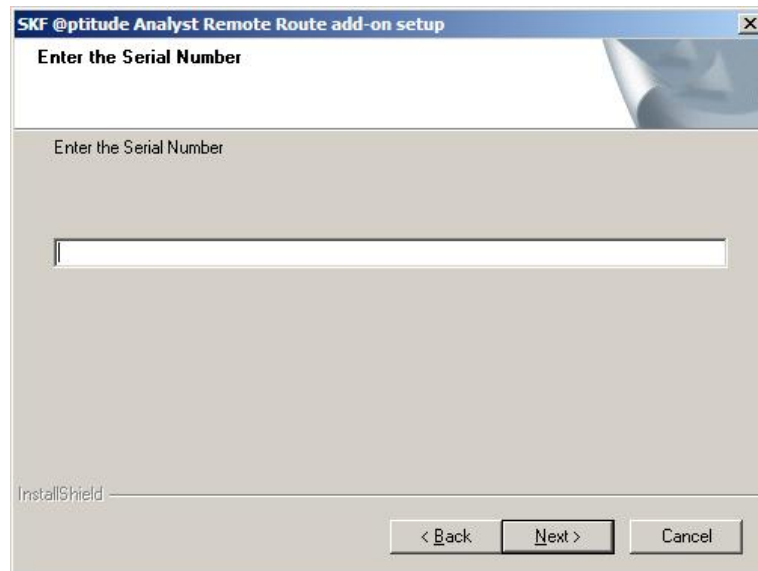 SKF @ptitude Analyst Remote Route add-on setup
Enter the Serial Number
Enter the Serial Number
InstallShield
< Back Next > Cancel